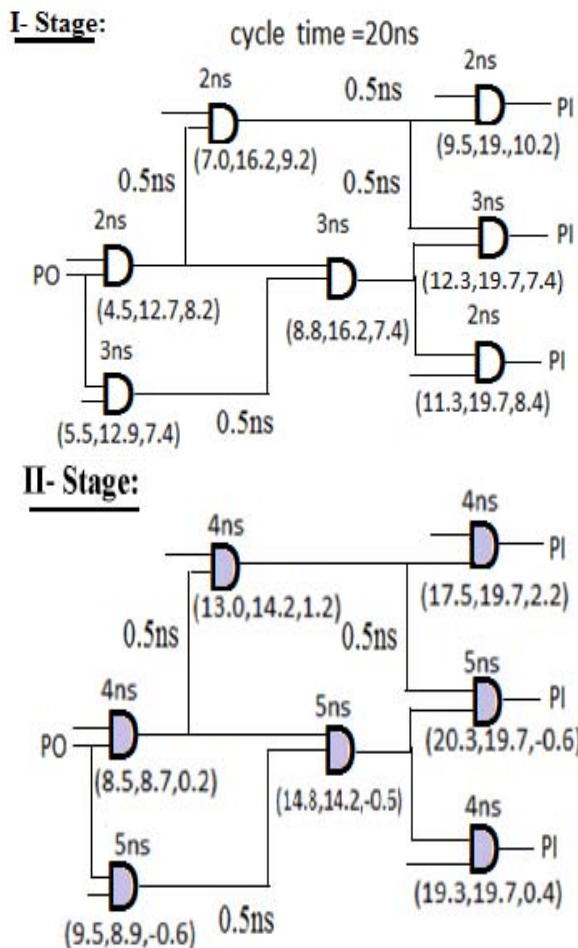 I- Stage:
cycle time =20ns
2ns
0.5ns
2ns
PI
(7.0,16.2,9.2)
(9.5,19.,10.2)
0.5ns
0.5ns
3ns
2ns
3ns
PI
PO
(12.3,19.7,7.4)
(4.5,12.7,8.2)
(8.8,16.2,7.4)
2ns
3ns
PI
(5.5,12.9,7.4)
0.5ns
(11.3,19.7,8.4)
II- Stage:
4ns
4ns
PI
(13.0,14.2,1.2)
(17.5,19.7,2.2)
0.5ns
0.5ns
4ns
5ns
5ns
PI
PO
(20.3,19.7,-0.6)
(8.5,8.7,0.2)
(14.8,14.2,-0.6)
4ns
5ns
PI
(19.3,19.7,0.4)
(9.5,8.9,-0.6)
0.5ns